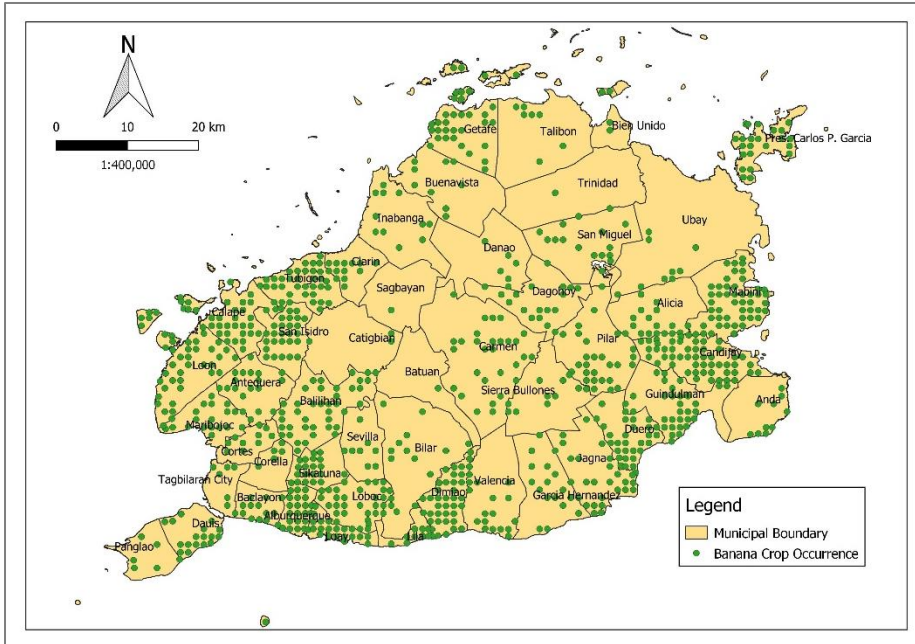 N
0 10 20 km
1:400,000
Getafe
Talibon
Bien Unido
Pres. Carlos P. Garcia
Buenavista
Trinidad
Inabanga
Ubay
San Miguel
Danao
Clarin
Tubigon
Sagbayan
Dagohoy
Alicia
Mabini
Calape
San Isidro
Catigbian
Carmen
Pilar
Candijay
Loon
Antequera
Batuan
Sierra Bullones
Guindulman
Anda
Balilihan
Maribojoc
Cortes
Sevilla
Bilar
Duero
Corella
Jagna
Tagbilaran City
Sikatuna
Valencia
Baclayon
Loboc
Dimiao
Garcia Hernandez
Alburquerque
Dauis
Loay
Lila
Panglao
Legend
Municipal Boundary
Banana Crop Occurrence